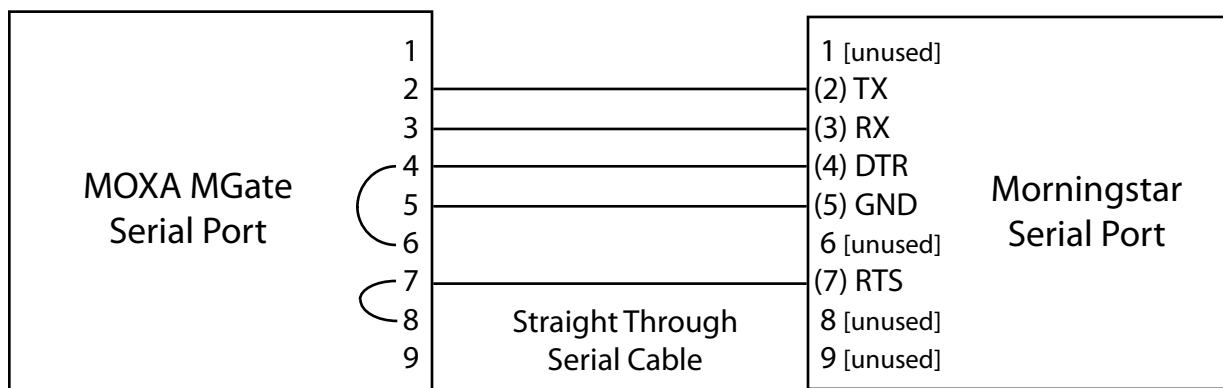 MOXA MGate
Serial Port
1
2
3
4
5
6
7
8
9
Straight Through
Serial Cable
1 [unused]
(2) TX
(3) RX
(4) DTR
(5) GND
6 [unused]
(7) RTS
8 [unused]
9 [unused]
Morningstar
Serial Port